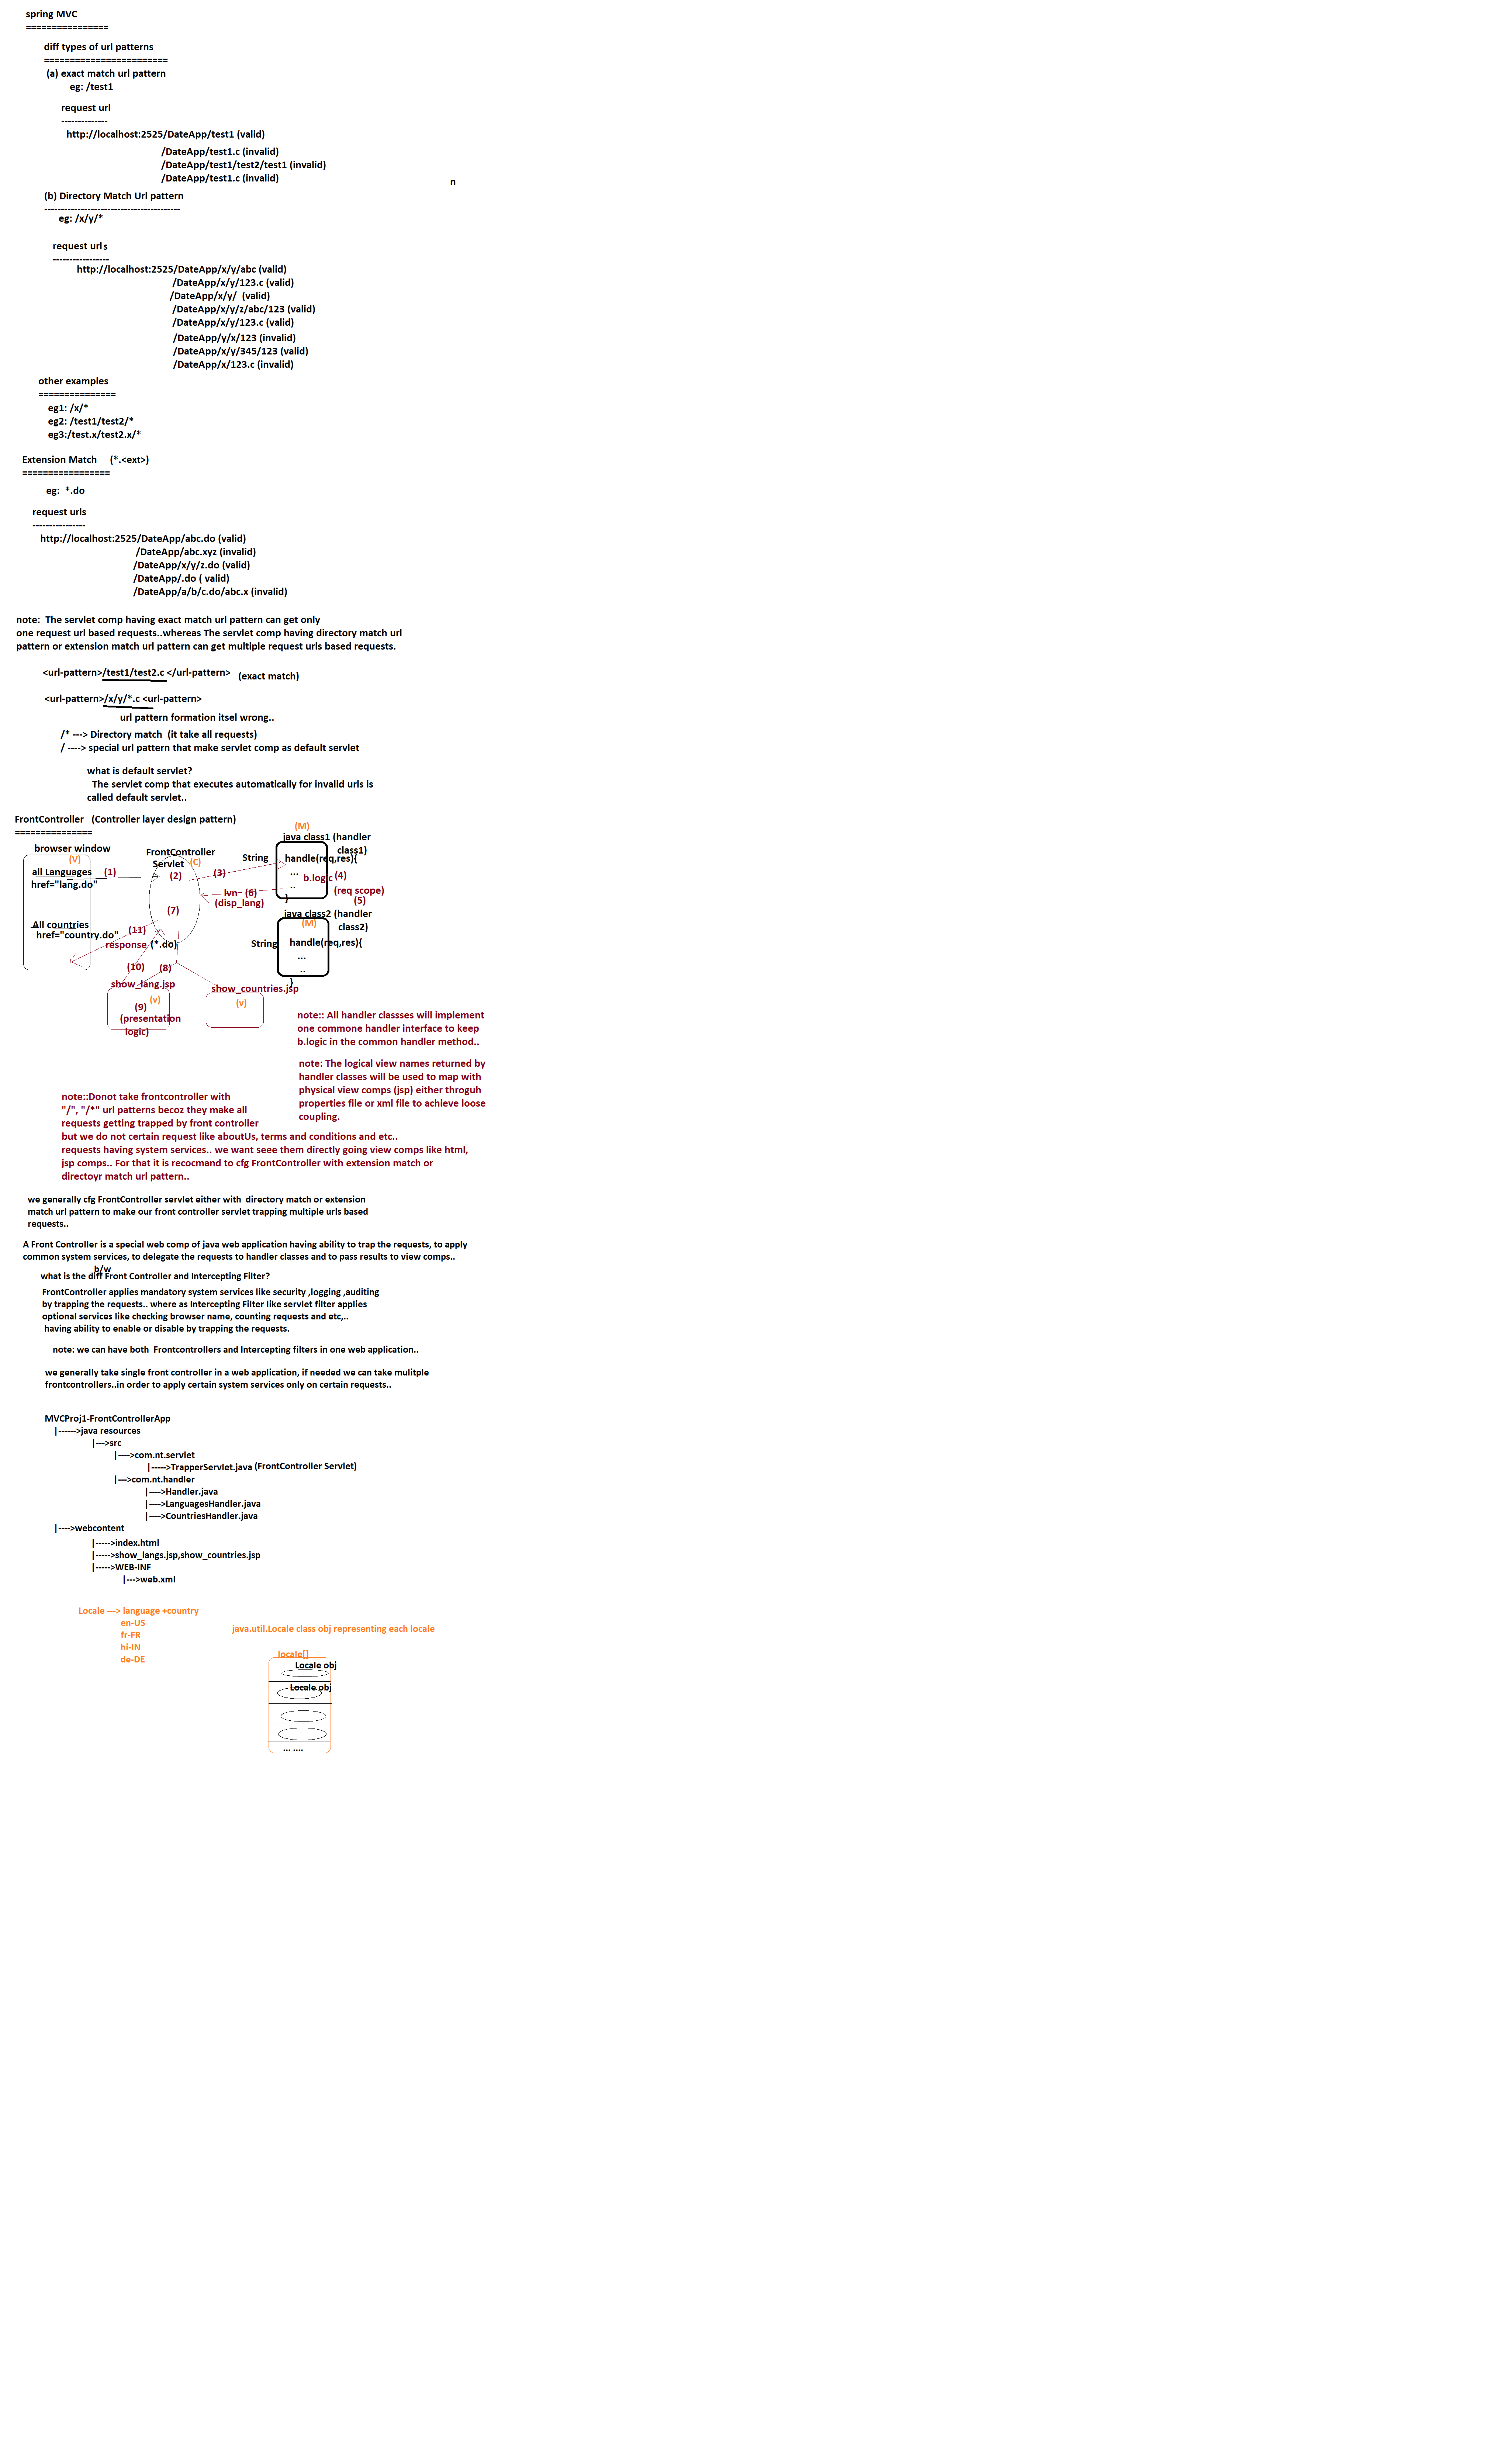 spring MVC
================
diff types of url patterns
========================
(a) exact match url pattern
eg: /test1
request url
--------------
http://localhost:2525/DateApp/test1 (valid)
/DateApp/test1.c (invalid)
/DateApp/test1/test2/test1 (invalid)
/DateApp/test1.c (invalid)
n
(b) Directory Match Url pattern
-----------------------------------------
eg: /x/y/*
request urls
-----------------
http://localhost:2525/DateApp/x/y/abc (valid)
/DateApp/x/y/123.c (valid)
/DateApp/x/y/ (valid)
/DateApp/x/y/z/abc/123 (valid)
/DateApp/x/y/123.c (valid)
/DateApp/y/x/123 (invalid)
/DateApp/x/y/345/123 (valid)
/DateApp/x/123.c (invalid)
other examples
===============
eg1: /x/*
eg2: /test1/test2/*
eg3:/test.x/test2.x/*
Extension Match (*.<ext>)
=================
eg: *.do
request urls
----------------
http://localhost:2525/DateApp/abc.do (valid)
/DateApp/abc.xyz (invalid)
/DateApp/x/y/z.do (valid)
/DateApp/.do ( valid)
/DateApp/a/b/c.do/abc.x (invalid)
note: The servlet comp having exact match url pattern can get only
one request url based requests..whereas The servlet comp having directory match url
pattern or extension match url pattern can get multiple request urls based requests.
<url-pattern>/test1/test2.c </url-pattern> (exact match)
<url-pattern>/x/y/*.c <url-pattern>
url pattern formation itsel wrong..
/* ---> Directory match (it take all requests)
/ ----> special url pattern that make servlet comp as default servlet
what is default servlet?
The servlet comp that executes automatically for invalid urls is
called default servlet..
FrontController (Controller layer design pattern)
===============
browser window
(V)
all Languages
href="lang.do"
(1)
All countries
href="country.do"
FrontController
Servlet (C)
(2)
(7)
(*.do)
String
(3)
lvn (6)
(disp_lang)
(M)
java class1 (handler
class1)
handle(req,res){
...
b.logic (4)
..
(req scope)
(5)
}
java class2 (handler
class2)
(M)
String
handle(req,res){
...
..
}
(11)
response
(10) (8)
show_lang.jsp
(v)
(9)
(presentation
logic)
show_countries.jsp
(v)
note:: All handler classses will implement
one commone handler interface to keep
b.logic in the common handler method..
note: The logical view names returned by
handler classes will be used to map with
physical view comps (jsp) either throguh
properties file or xml file to achieve loose
coupling.
note::Donot take frontcontroller with
"/", "/*" url patterns becoz they make all
requests getting trapped by front controller
but we do not certain request like aboutUs, terms and conditions and etc..
requests having system services.. we want seee them directly going view comps like html,
jsp comps.. For that it is recocmand to cfg FrontController with extension match or
directoyr match url pattern..
we generally cfg FrontController servlet either with directory match or extension
match url pattern to make our front controller servlet trapping multiple urls based
requests..
A Front Controller is a special web comp of java web application having ability to trap the requests, to apply
common system services, to delegate the requests to handler classes and to pass results to view comps..
b/w
what is the diff Front Controller and Intercepting Filter?
FrontController applies mandatory system services like security ,logging ,auditing
by trapping the requests.. where as Intercepting Filter like servlet filter applies
optional services like checking browser name, counting requests and etc,..
having ability to enable or disable by trapping the requests.
note: we can have both Frontcontrollers and Intercepting filters in one web application..
we generally take single front controller in a web application, if needed we can take mulitple
frontcontrollers..in order to apply certain system services only on certain requests..
MVCProj1-FrontControllerApp
|------>java resources
|--->src
|---->com.nt.servlet
|----->TrapperServlet.java (FrontController Servlet)
|--->com.nt.handler
|---->Handler.java
|---->LanguagesHandler.java
|---->CountriesHandler.java
|---->webcontent
|----->index.html
|----->show_langs.jsp,show_countries.jsp
|----->WEB-INF
|--->web.xml
Locale ---> language +country
en-US
fr-FR
hi-IN
de-DE
java.util.Locale class obj representing each locale
locale[]
Locale obj
Locale obj
... ....